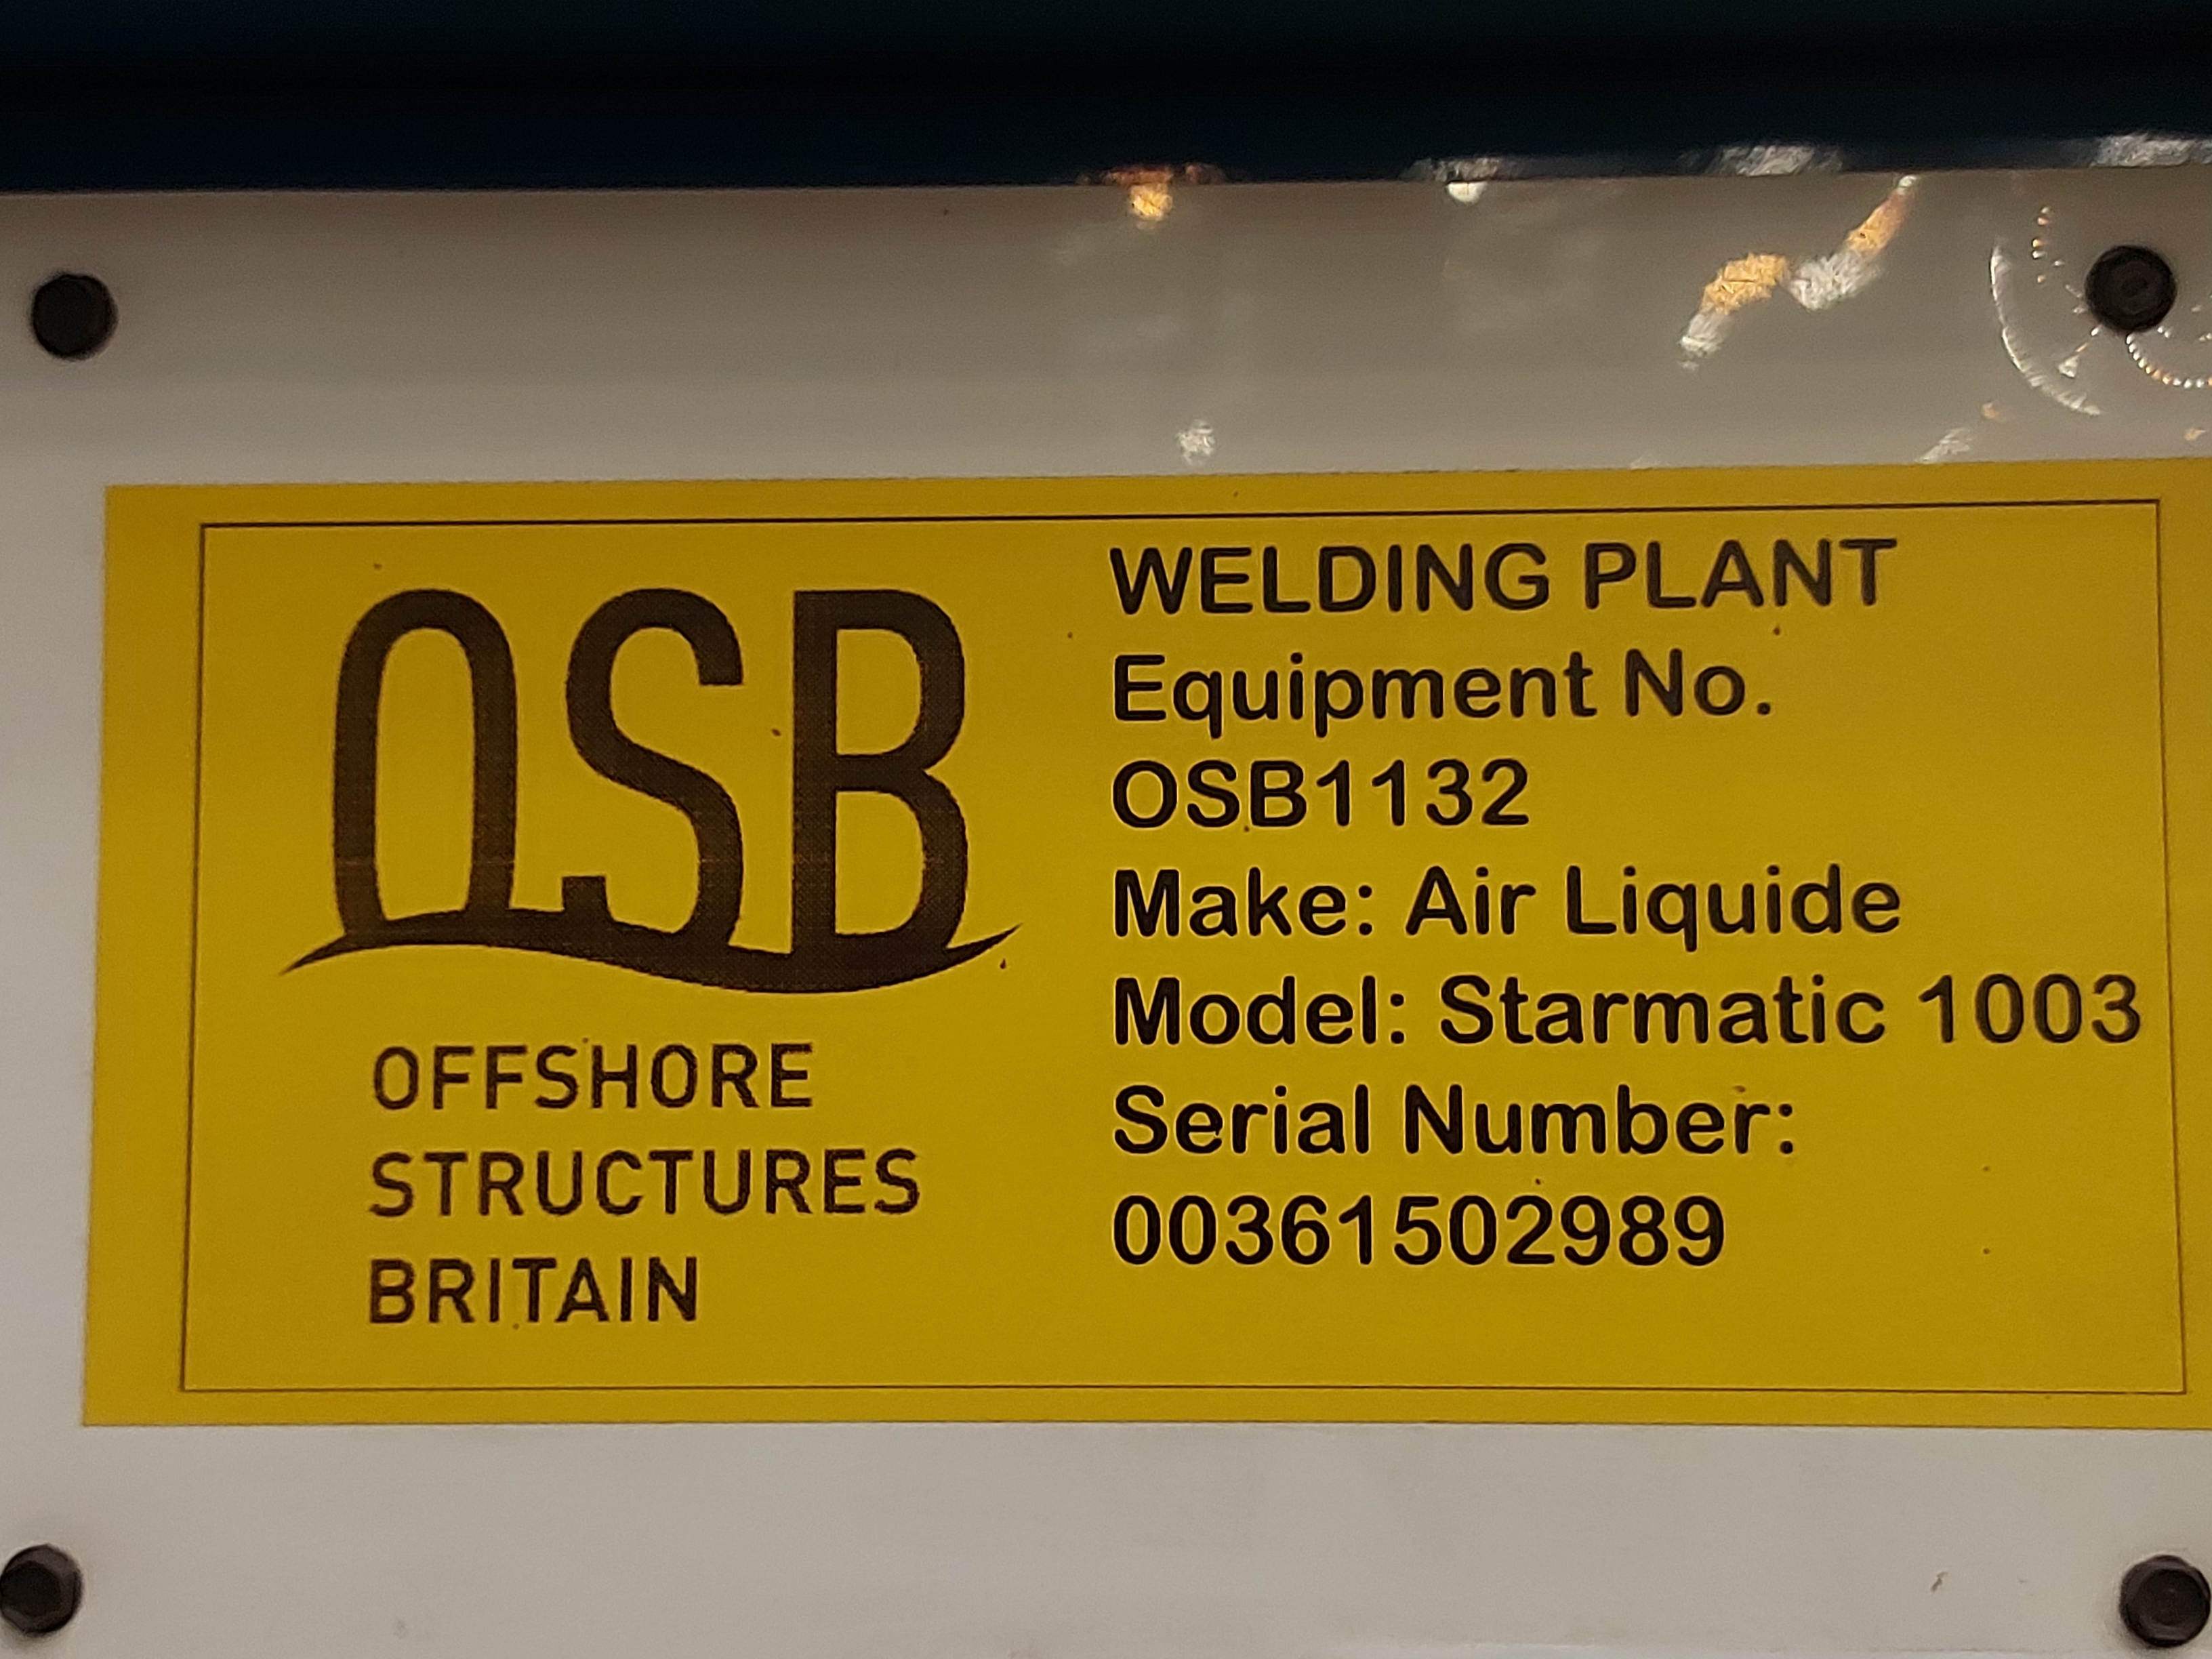 OSB
OFFSHORE
STRUCTURES
BRITAIN
WELDING PLANT
Equipment No.
OSB1132
Make: Air Liquide
Model: Starmatic 1003
Serial Number:
00361502989